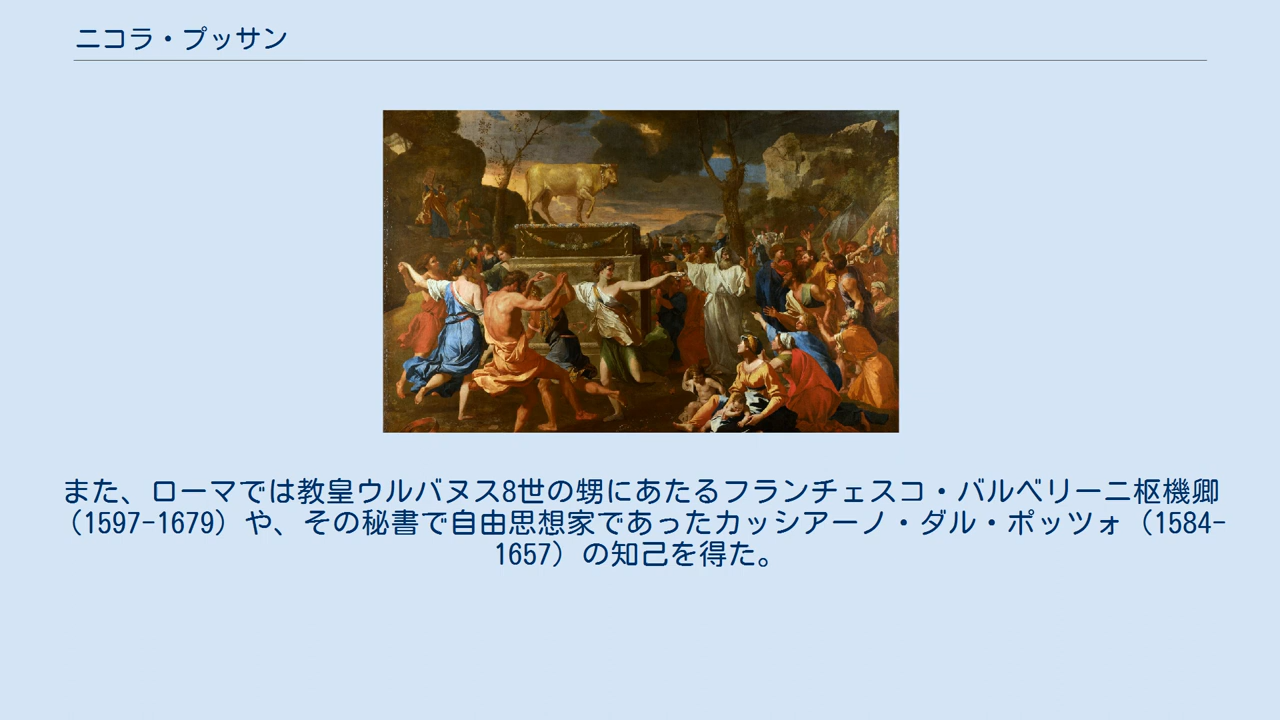 ニコラ・プッサン
また、ローマでは教皇ウルバヌス8世の甥にあたるフランチェスコ・バルベリーニ枢機卿
（1597-1679）や、その秘書で自由思想家であったカッシアーノ・ダル・ポッツォ（1584-
1657）の知己を得た。